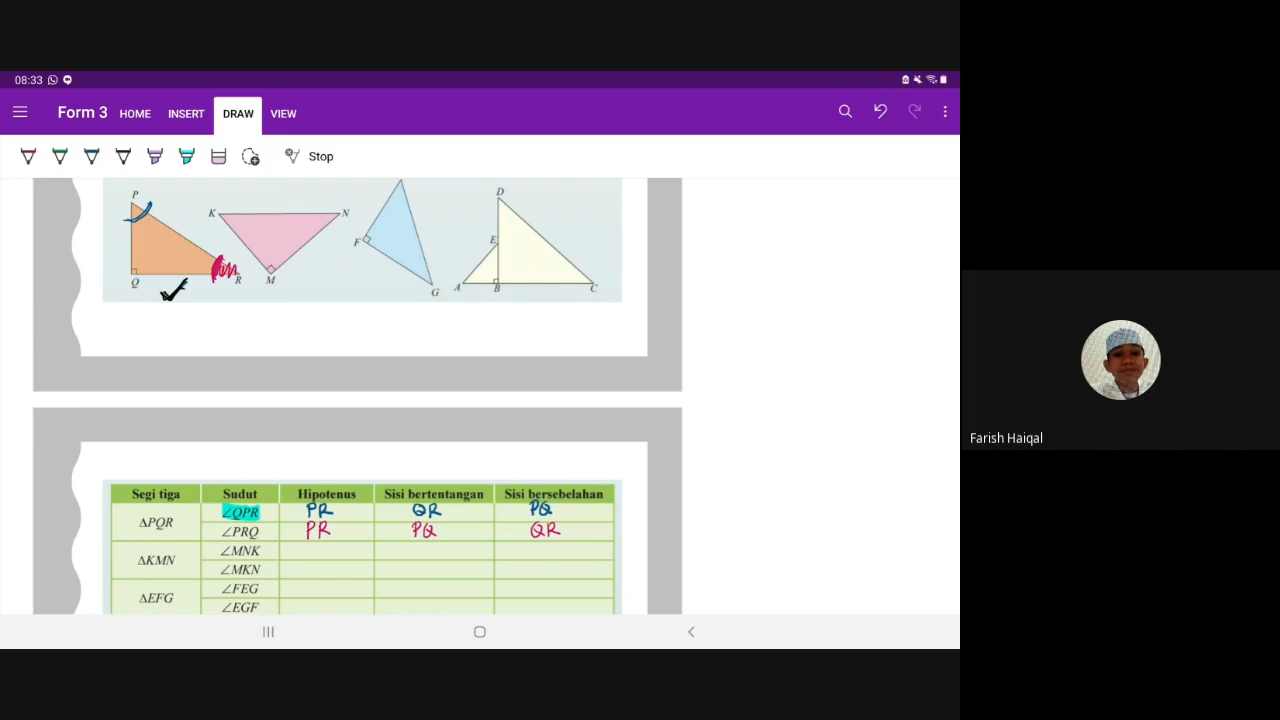 08:33
Form 3 HOME INSERT DRAW VIEW
Stop
P
Q
R
K
N
M
F
G
D
E
A
B
C
Segi tiga Sudut Hipotenus Sisi bertentangan Sisi bersebelahan
ΔPQR ∠QPR PR QR PQ
∠PRQ PR PQ QR
ΔKMN ∠MNK
∠MKN
ΔEFG ∠FEG
∠EGF
Farish Haiqal